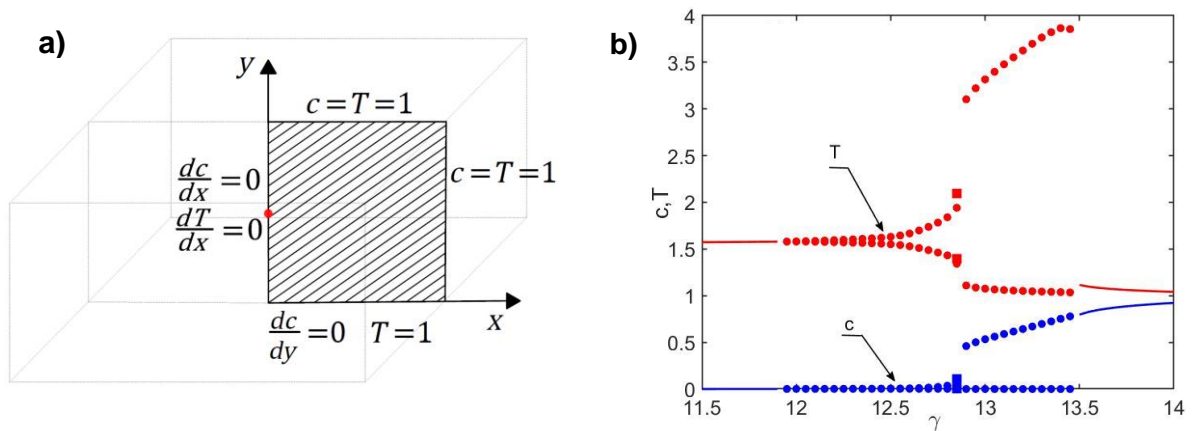 a)
y
c = T = 1
dc/dx = 0
c = T = 1
dT/dx = 0
dc/dy = 0 T = 1
x
b)
4
3.5
3
2.5
2
1.5
1
0.5
0
c,T
T
c
11.5 12 12.5 13 13.5 14
γ